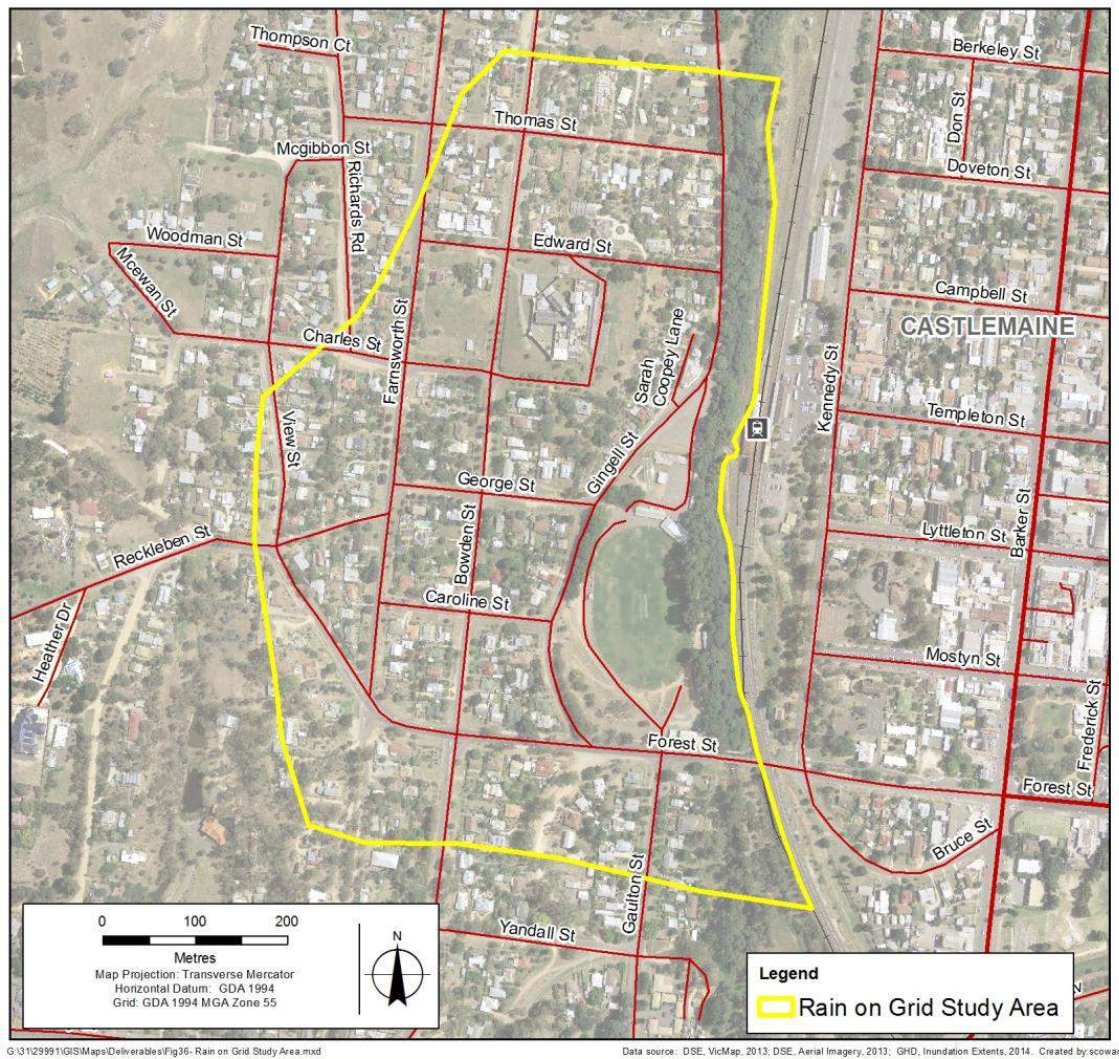 Thompson Ct
Berkeley St
Don St
Thomas St
Mcgibbon St
Doveton St
Richards Rd
Woodman St
Edward St
Mcewan St
Campbell St
CASTLEMAINE
Charles St
Farnsworth St
Sarah
Coopey Lane
Kennedy St
Templeton St
View St
Gingell St
George St
Barker St
Reckleben St
Lyttleton St
Bowden St
Caroline St
Heather Dr
Mostyn St
Frederick St
Forest St
Forest St
Bruce St
Gaulton St
Yandall St
0 100 200
Metres
Map Projection: Transverse Mercator
Horizontal Datum: GDA 1994
Grid: GDA 1994 MGA Zone 55
N
Legend
Rain on Grid Study Area
G:\31\29991\GIS\Maps\Deliverables\Fig36- Rain on Grid Study Area.mxd
Data source: DSE, VicMap, 2013; DSE, Aerial Imagery, 2013; GHD, Inundation Extents, 2014. Created by:scowar